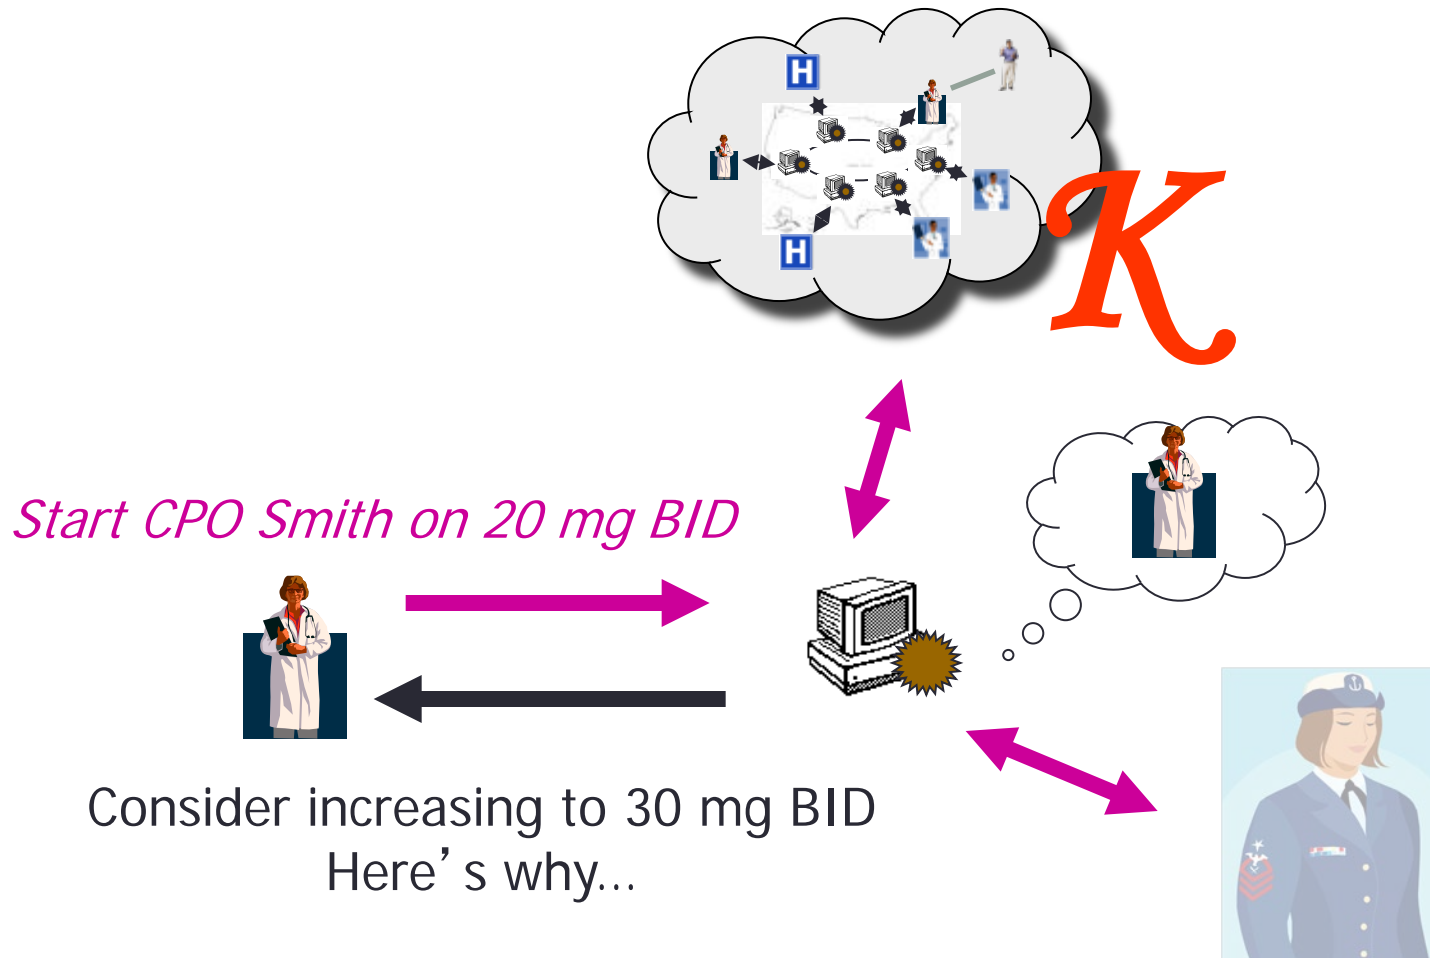 H
H
K
Start CPO Smith on 20 mg BID
Consider increasing to 30 mg BID
Here’s why...